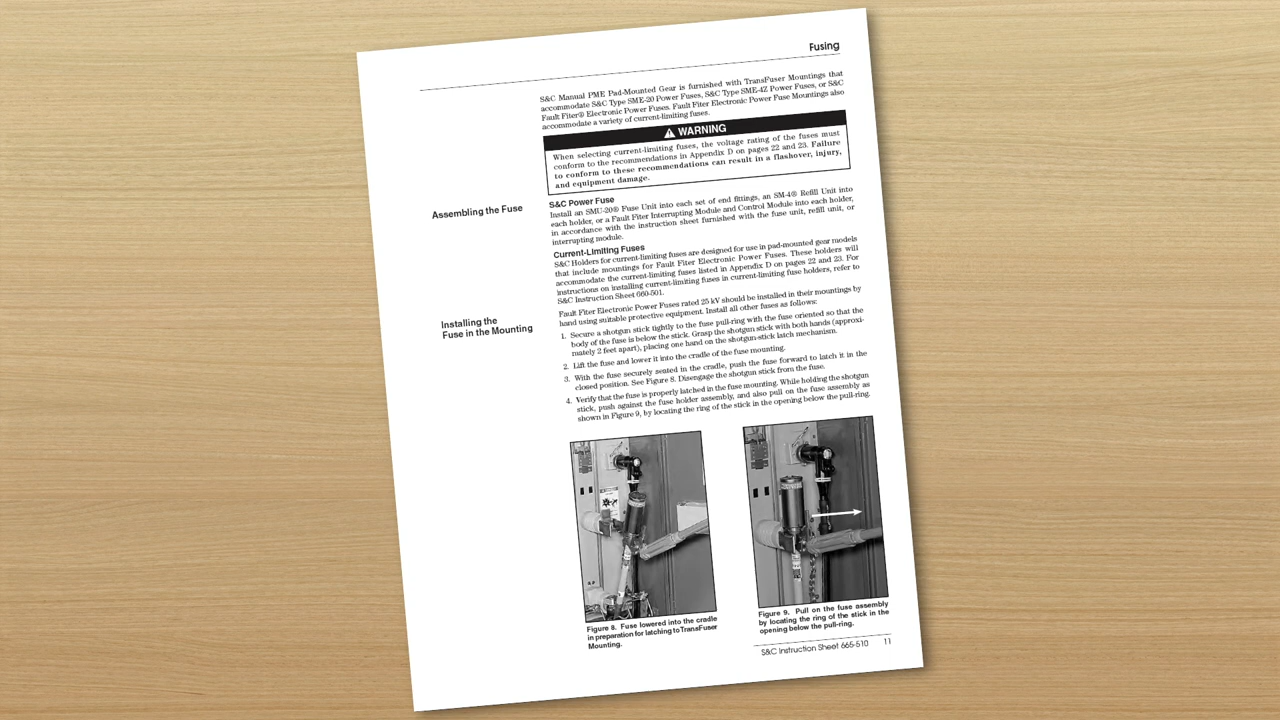 Fusing
S&C Manual PME Pad-Mounted Gear is furnished with TransFuser Mountings that
accommodate S&C Type SME-20 Power Fuses, S&C Type SME-4Z Power Fuses, or S&C
Fault Fiter® Electronic Power Fuses. Fault Fiter Electronic Power Fuse Mountings also
accommodate a variety of current-limiting fuses.
WARNING
When selecting current-limiting fuses, the voltage rating of the fuses must
conform to the recommendations in Appendix D on pages 22 and 23. Failure
to conform to these recommendations can result in a flashover, injury,
and equipment damage.
Assembling the Fuse
S&C Power Fuse
Install an SMU-20® Fuse Unit into each set of end fittings, an SM-4® Refill Unit into
each holder, or a Fault Fiter Interrupting Module and Control Module into each holder,
in accordance with the instruction sheet furnished with the fuse unit, refill unit, or
interrupting module.
Current-Limiting Fuses
S&C Holders for current-limiting fuses are designed for use in pad-mounted gear models
that include mountings for Fault Fiter Electronic Power Fuses. These holders will
accommodate the current-limiting fuses listed in Appendix D on pages 22 and 23. For
instructions on installing current-limiting fuses in current-limiting fuse holders, refer to
S&C Instruction Sheet 660-501.
Installing the
Fuse in the Mounting
Fault Fiter Electronic Power Fuses rated 25 kV should be installed in their mountings by
hand using suitable protective equipment. Install all other fuses as follows:
1. Secure a shotgun stick tightly to the fuse pull-ring with the fuse oriented so that the
body of the fuse is below the stick. Grasp the shotgun stick with both hands (approxi-
mately 2 feet apart), placing one hand on the shotgun-stick latch mechanism.
2. Lift the fuse and lower it into the cradle of the fuse mounting.
3. With the fuse securely seated in the cradle, push the fuse forward to latch it in the
closed position. See Figure 8. Disengage the shotgun stick from the fuse.
4. Verify that the fuse is properly latched in the fuse mounting. While holding the shotgun
stick, push against the fuse holder assembly, and also pull on the fuse assembly as
shown in Figure 9, by locating the ring of the stick in the opening below the pull-ring.
Figure 8. Fuse lowered into the cradle
in preparation for latching to TransFuser
Mounting.
Figure 9. Pull on the fuse assembly
by locating the ring of the stick in the
opening below the pull-ring.
S&C Instruction Sheet 665-510 11